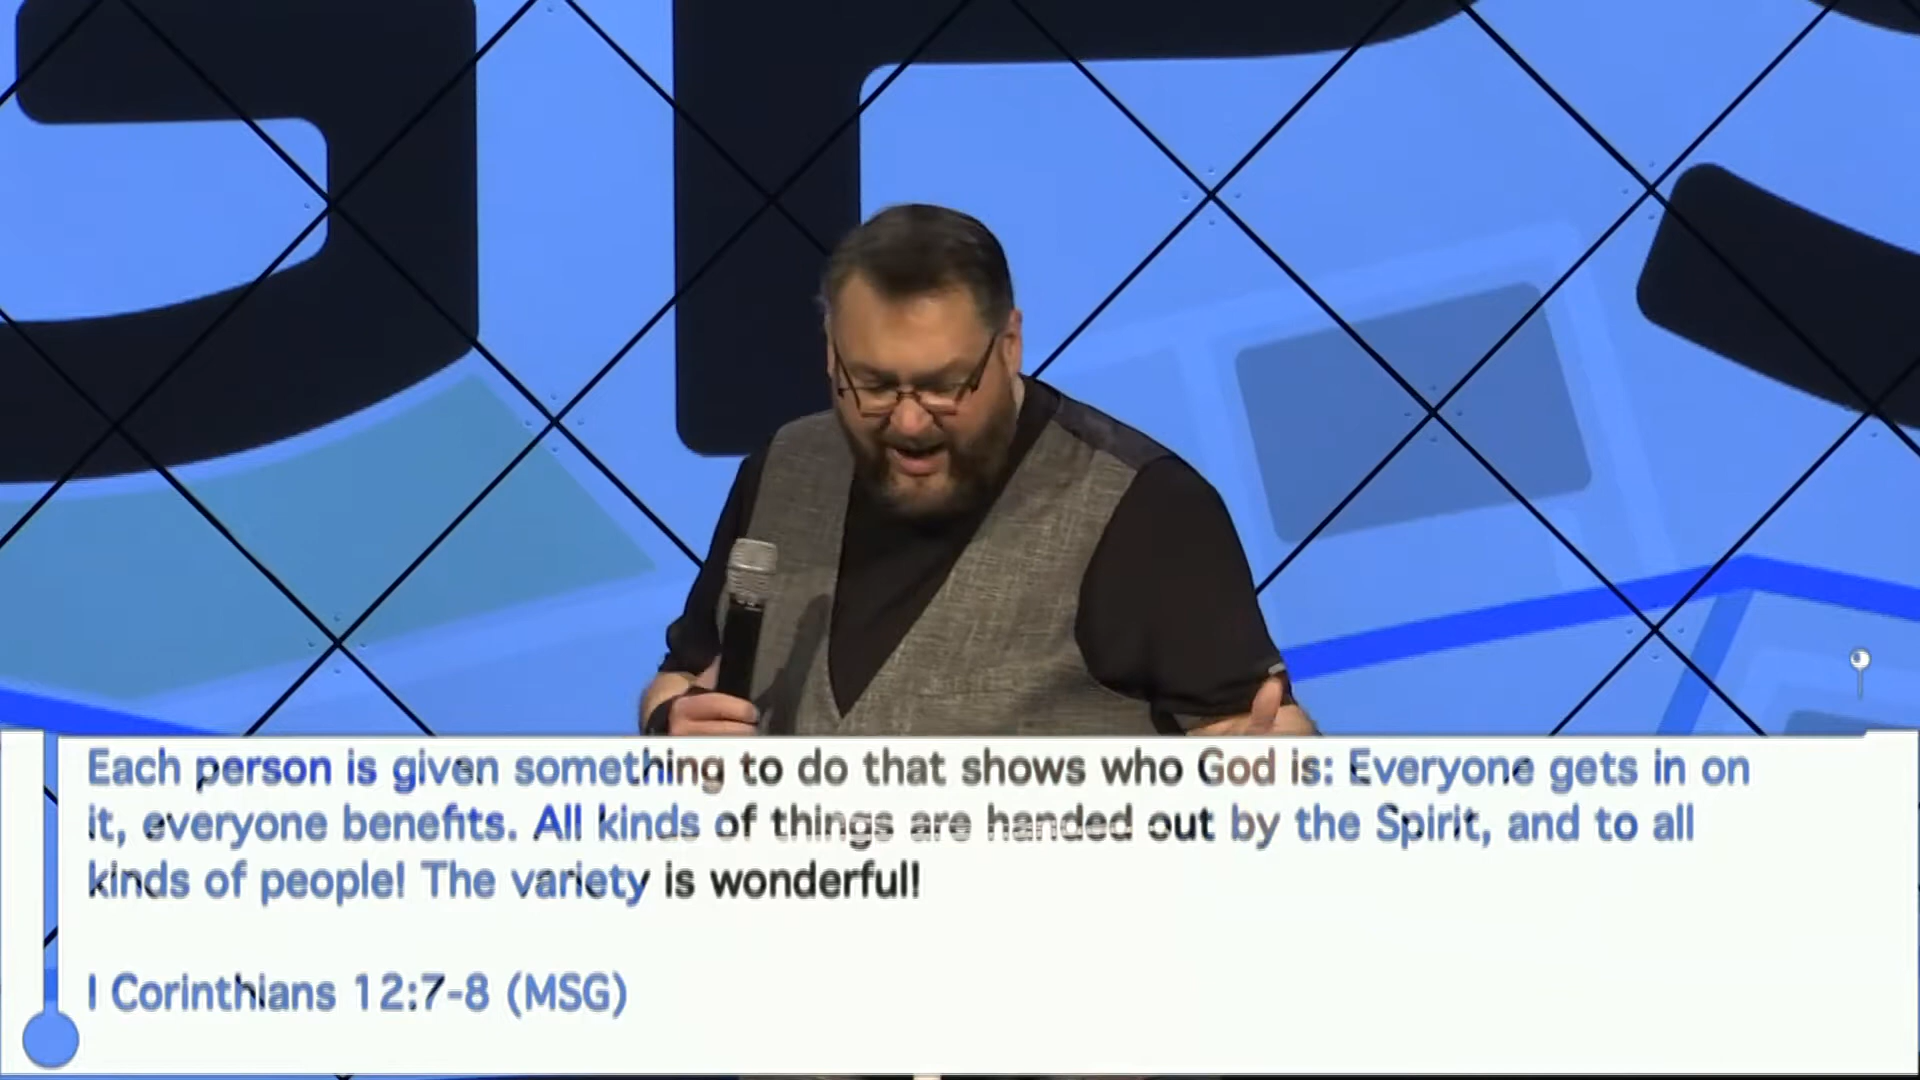 Each person is given something to do that shows who God is: Everyone gets in on
it, everyone benefits. All kinds of things are handed out by the Spirit, and to all
kinds of people! The variety is wonderful!
I Corinthians 12:7-8 (MSG)